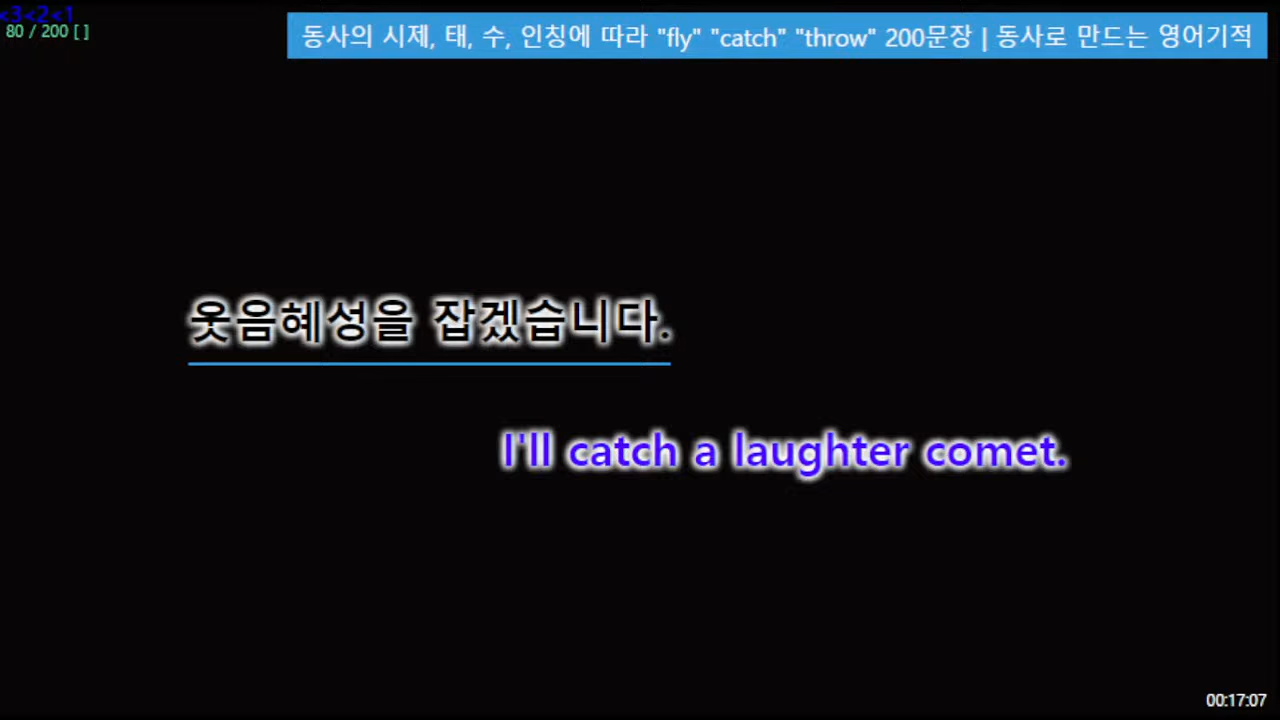 <3<2<1
80 / 200 [ ]
동사의 시제, 태, 수, 인칭에 따라 "fly" "catch" "throw" 200문장 | 동사로 만드는 영어기적
웃음혜성을 잡겠습니다.
I'll catch a laughter comet.
00:17:07